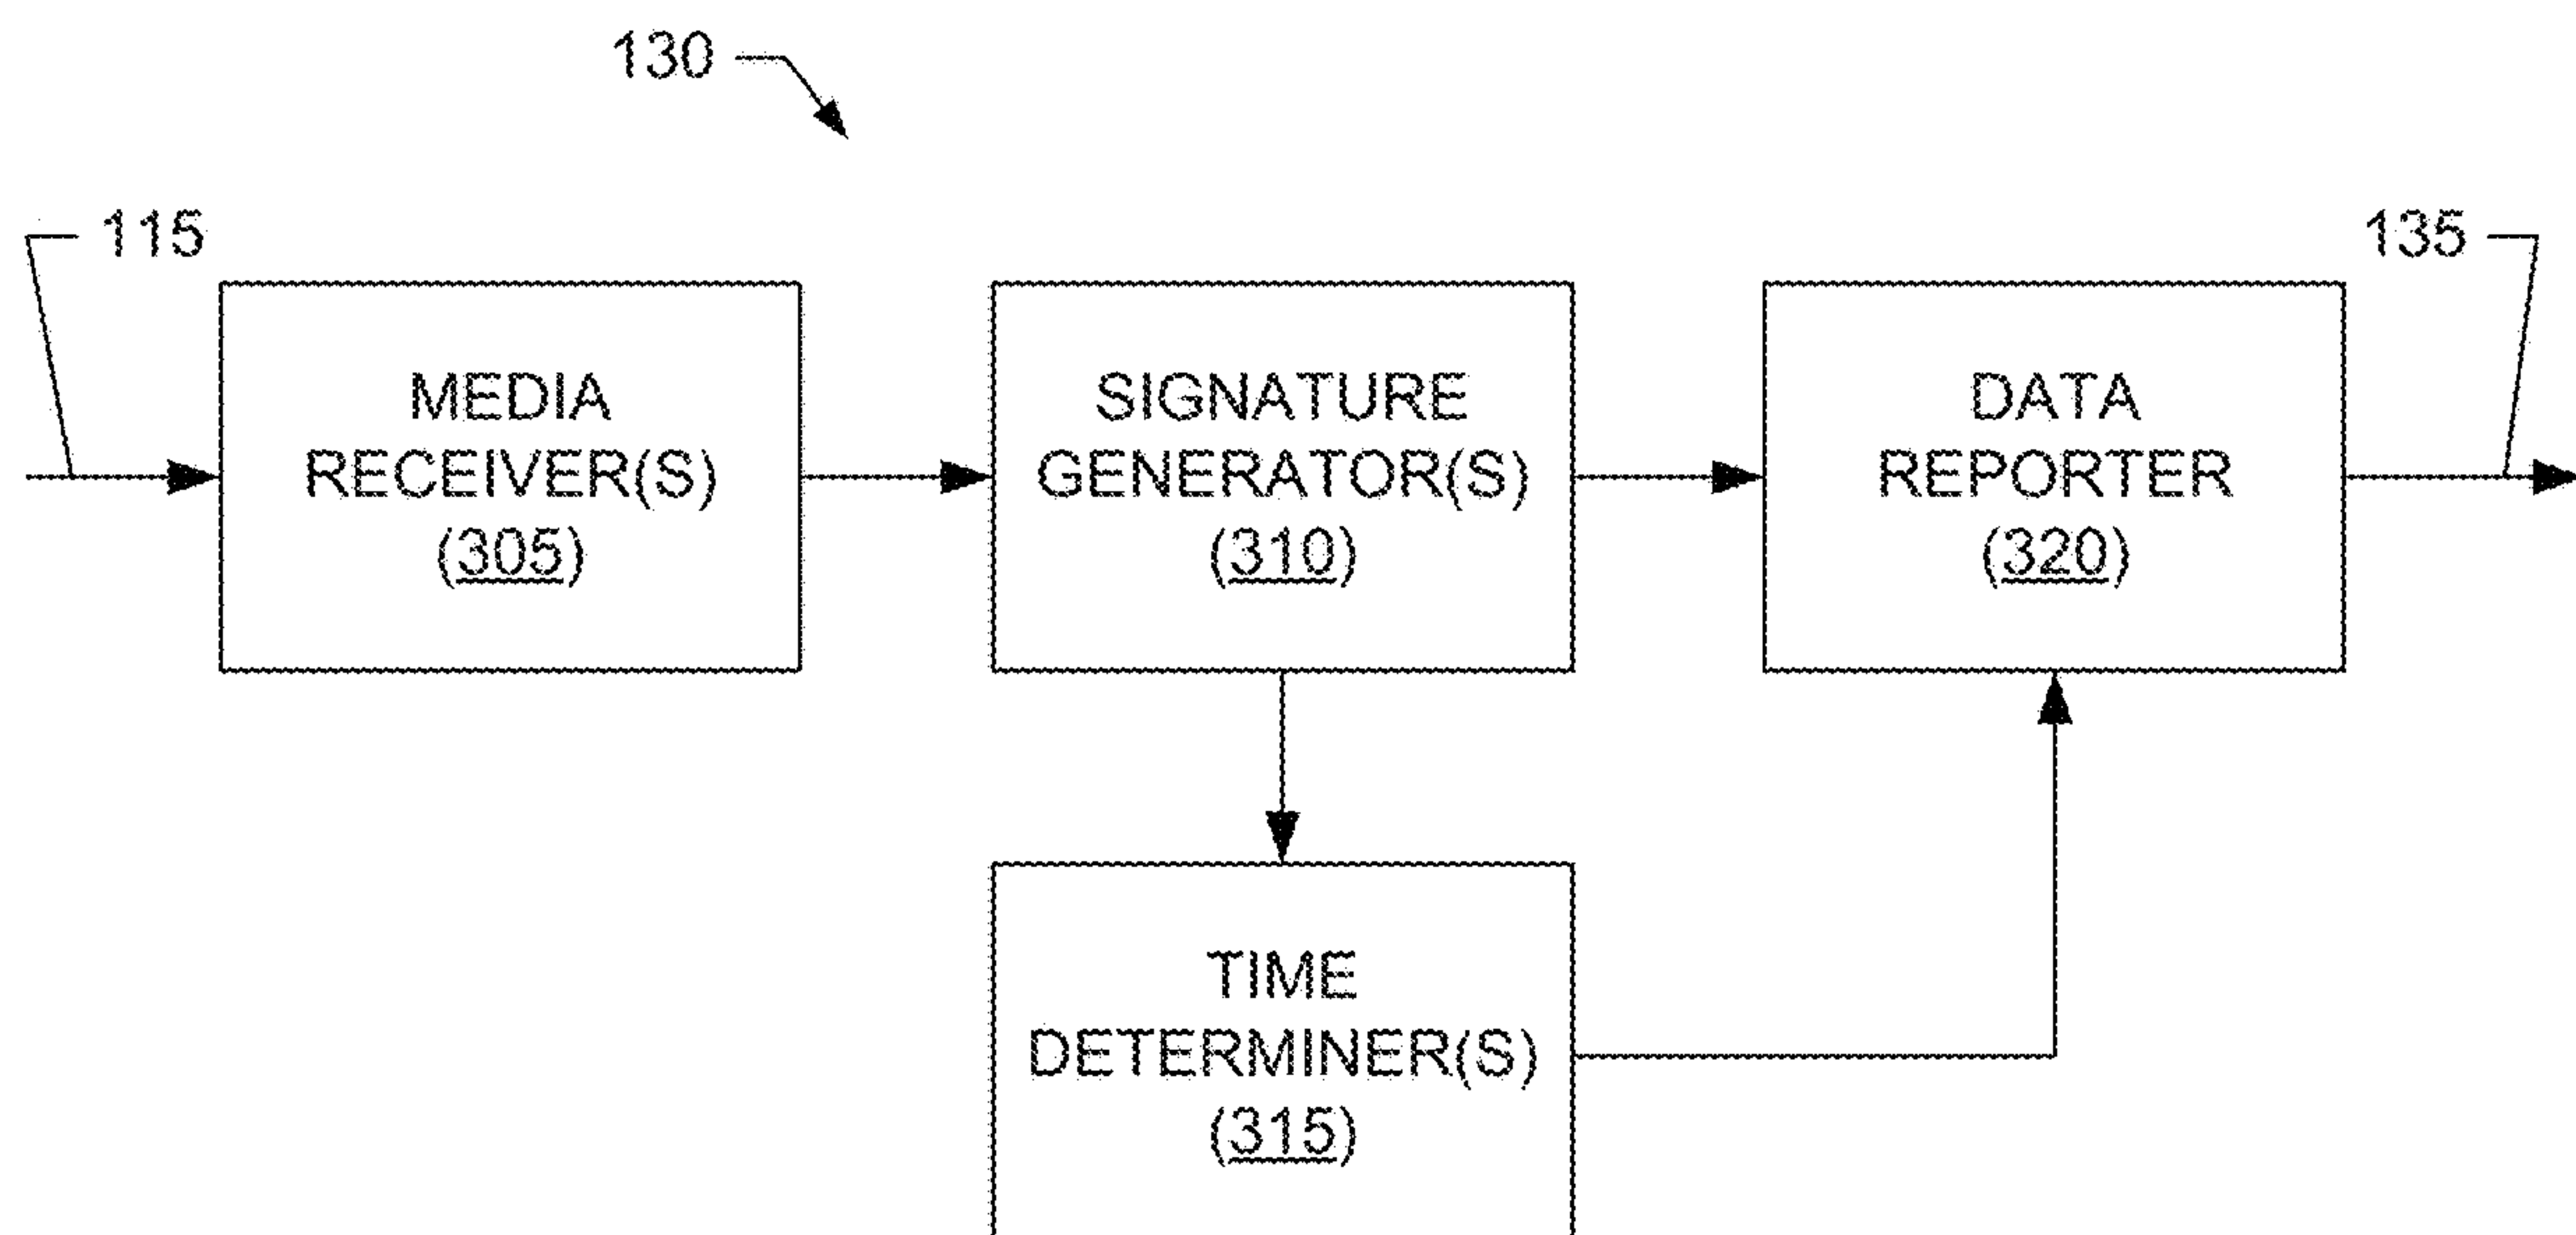 130
115
135
MEDIA
RECEIVER(S)
(305)
SIGNATURE
GENERATOR(S)
(310)
DATA
REPORTER
(320)
TIME
DETERMINER(S)
(315)